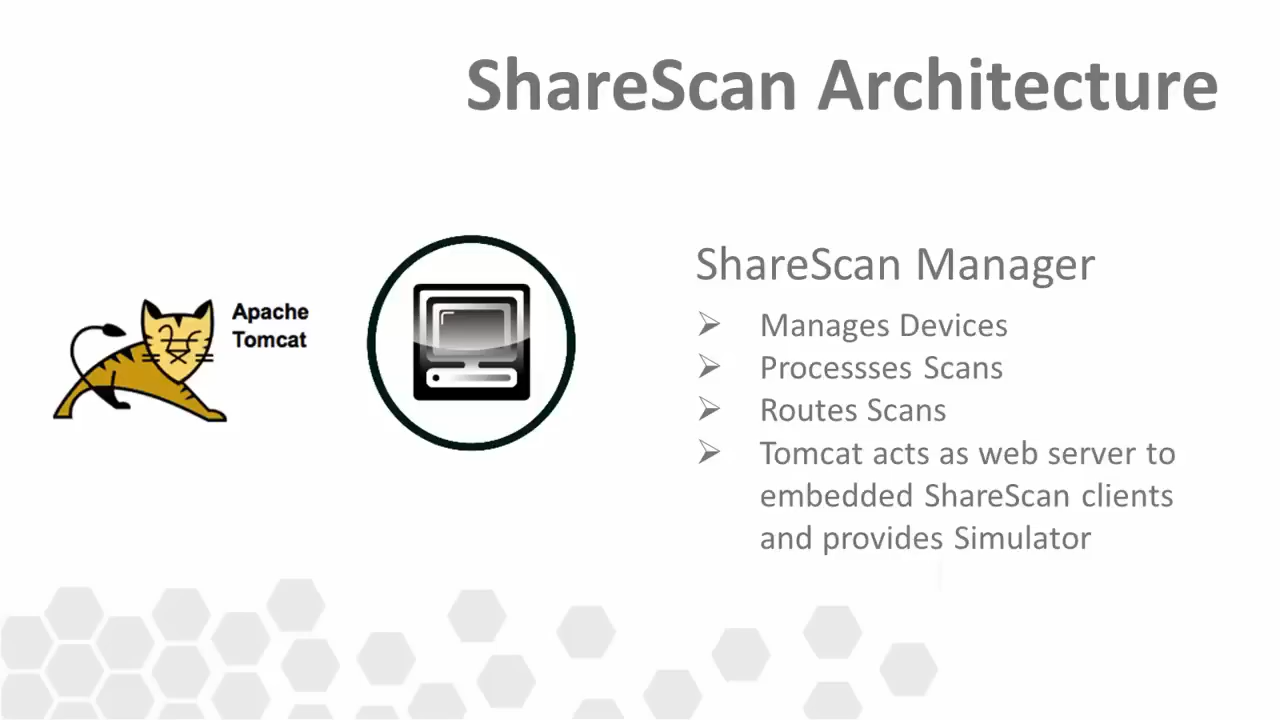 ShareScan Architecture
Apache
Tomcat
ShareScan Manager
Manages Devices
Processses Scans
Routes Scans
Tomcat acts as web server to
embedded ShareScan clients
and provides Simulator